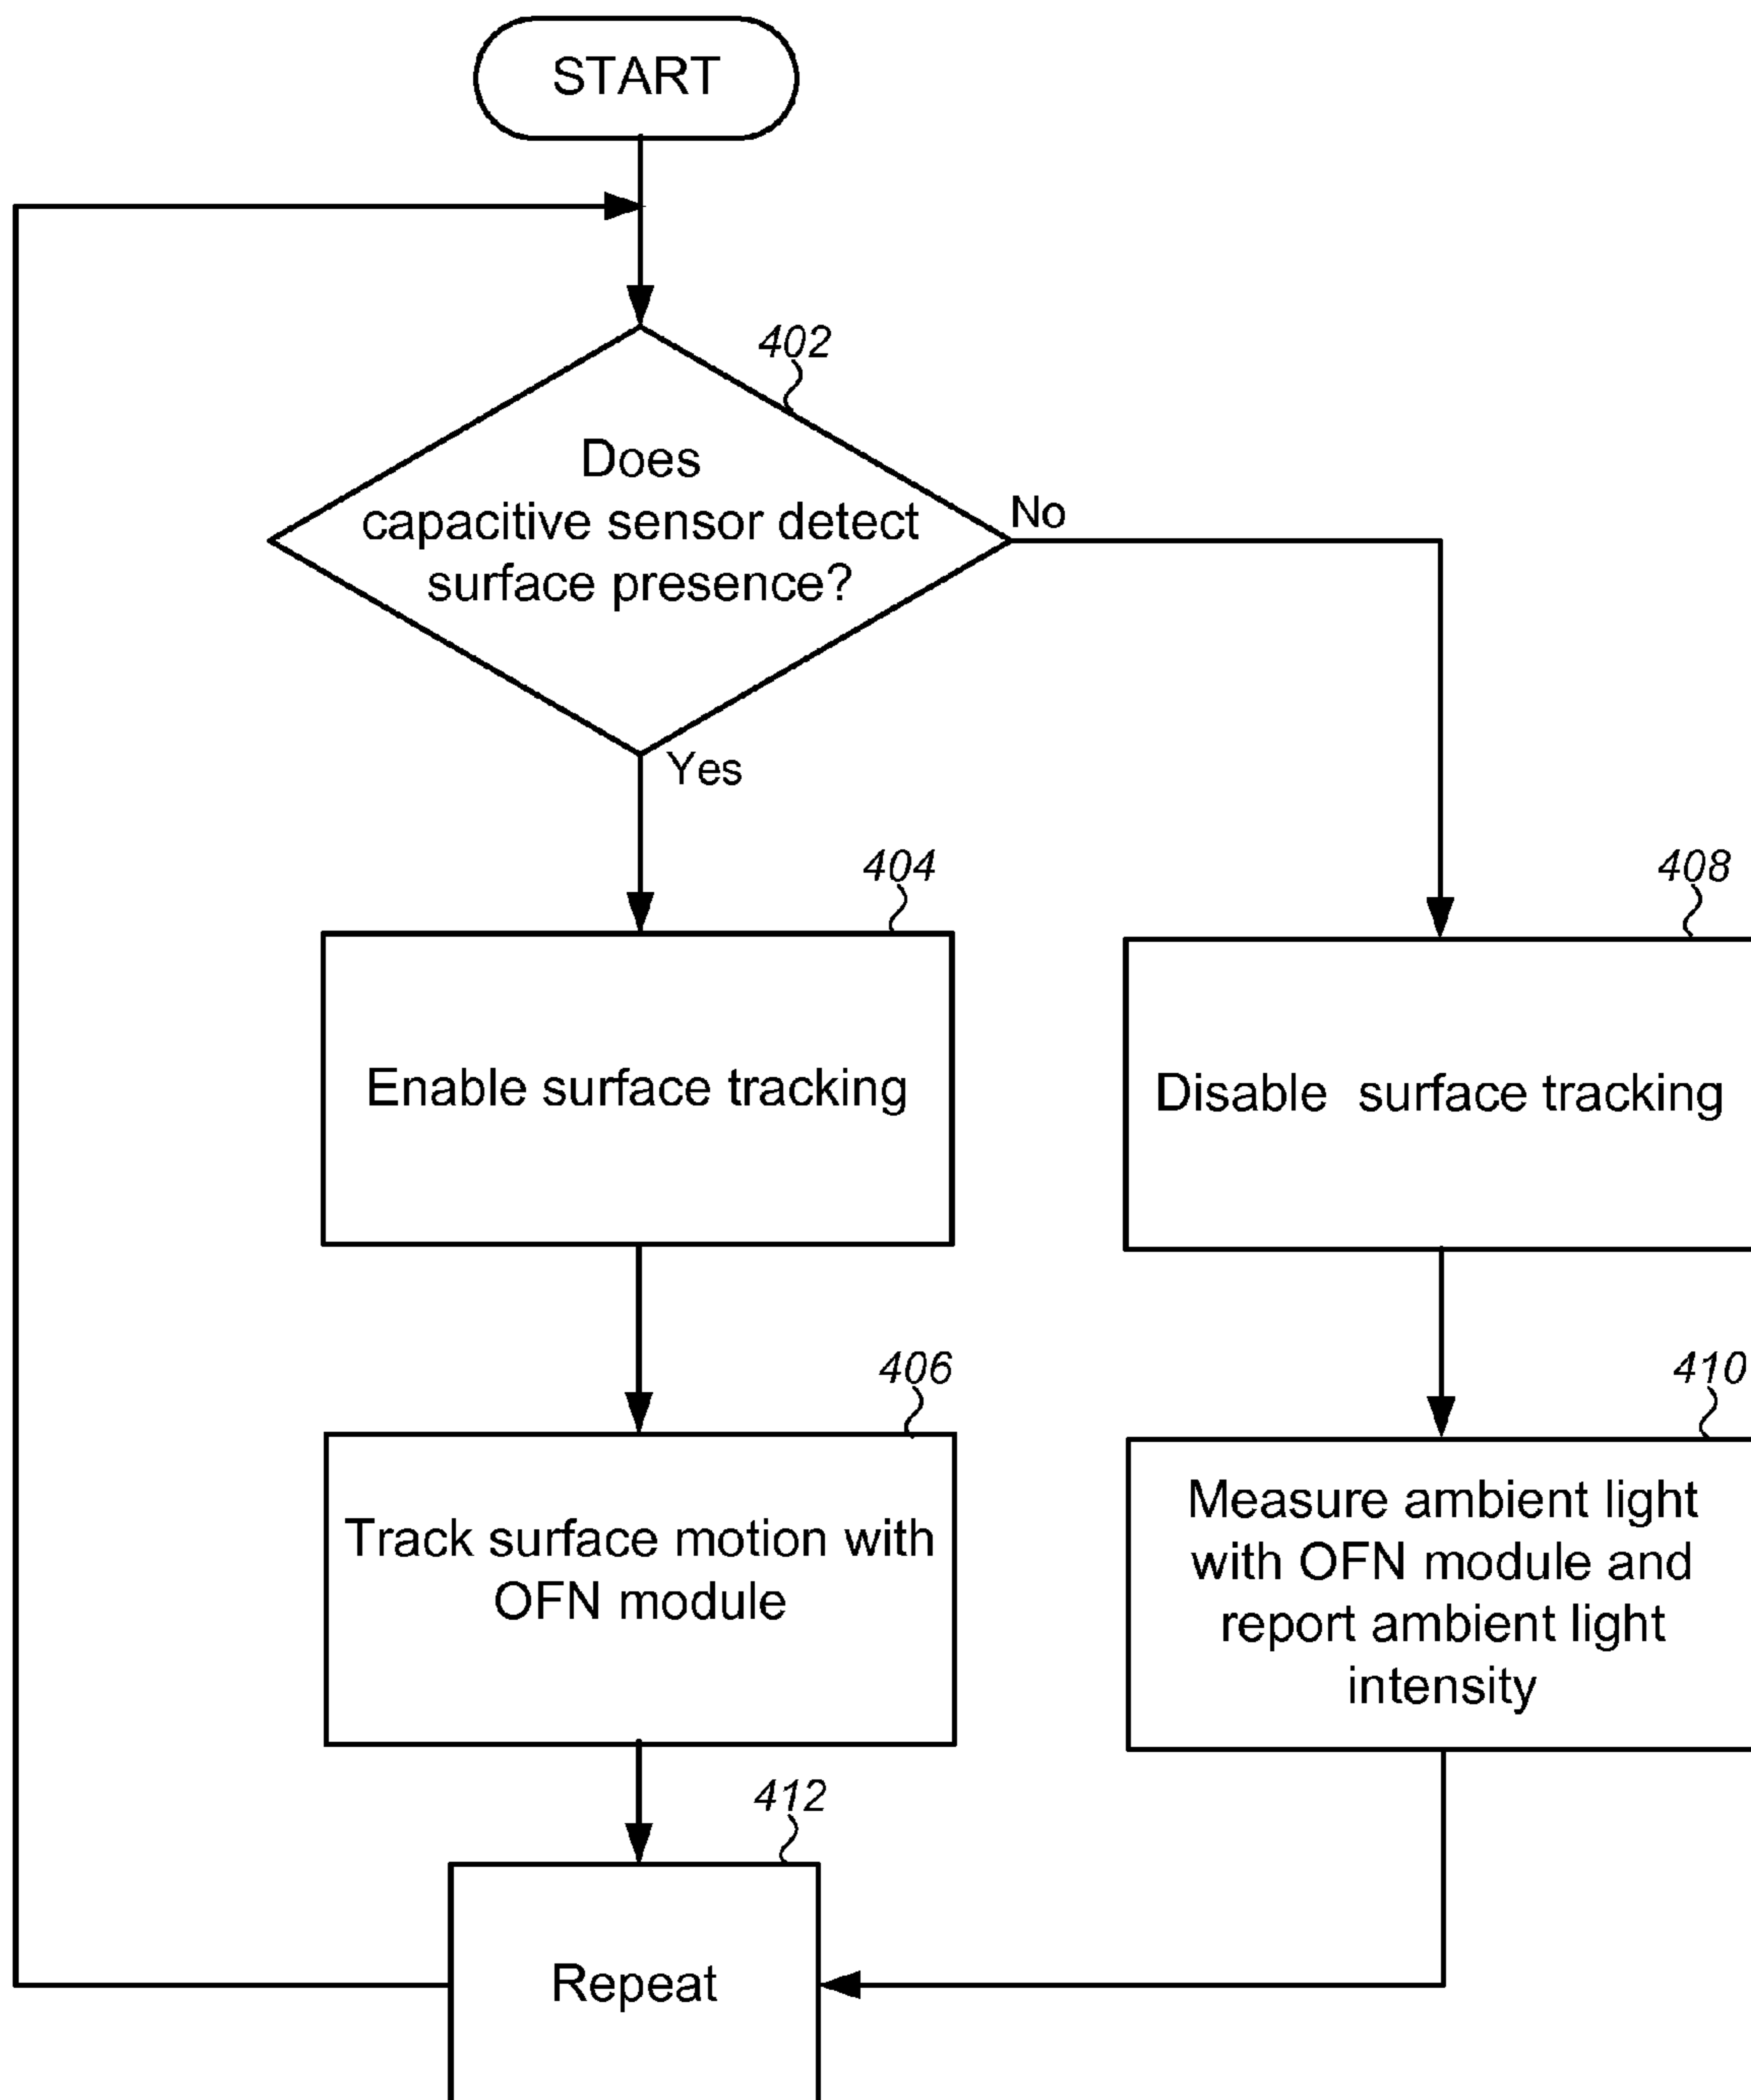 START
402
Does
capacitive sensor detect
surface presence?
No
Yes
404
Enable surface tracking
408
Disable surface tracking
406
Track surface motion with
OFN module
410
Measure ambient light
with OFN module and
report ambient light
intensity
412
Repeat